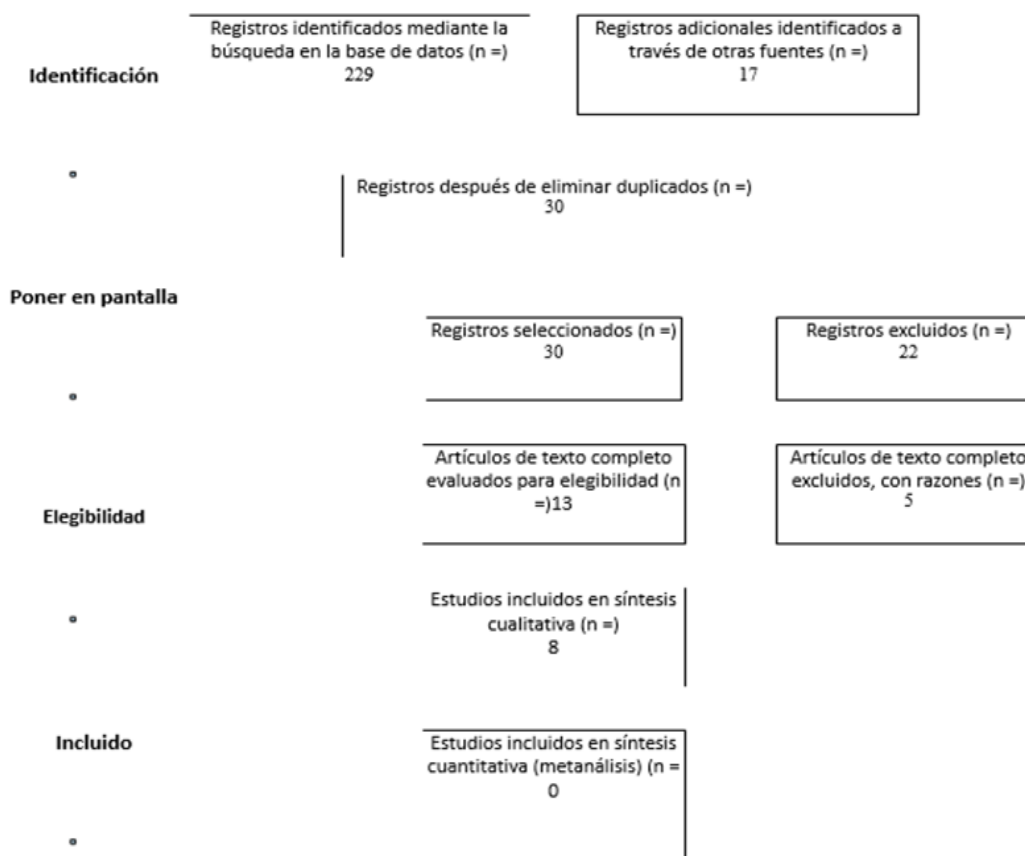 Registros identificados mediante la
búsqueda en la base de datos (n =)
229
Registros adicionales identificados a
través de otras fuentes (n =)
17
Identificación
Registros después de eliminar duplicados (n =)
30
Poner en pantalla
Registros seleccionados (n =)
30
Registros excluidos (n =)
22
Artículos de texto completo
evaluados para elegibilidad (n
=)13
Artículos de texto completo
excluidos, con razones (n =)
5
Elegibilidad
Estudios incluidos en síntesis
cualitativa (n =)
8
Incluido
Estudios incluidos en síntesis
cuantitativa (metanálisis) (n =
0